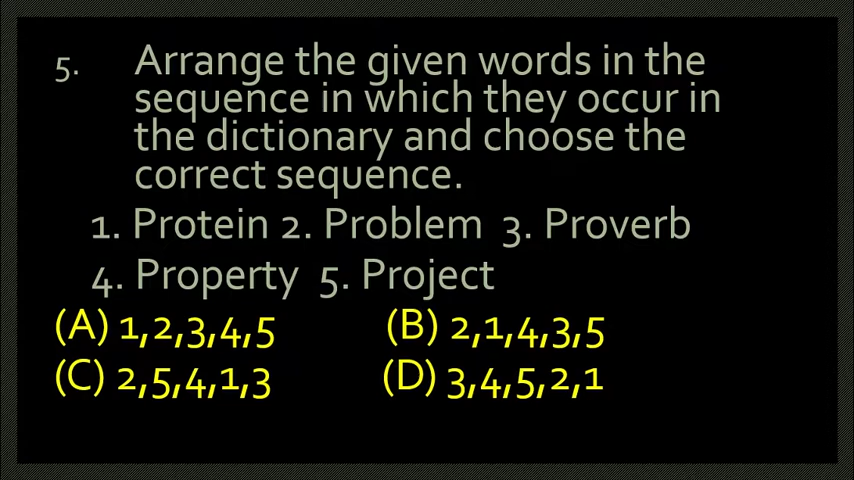 5. Arrange the given words in the
sequence in which they occur in
the dictionary and choose the
correct sequence.
1. Protein 2. Problem 3. Proverb
4. Property 5. Project
(A) 1,2,3,4,5 (B) 2,1,4,3,5
(C) 2,5,4,1,3 (D) 3,4,5,2,1